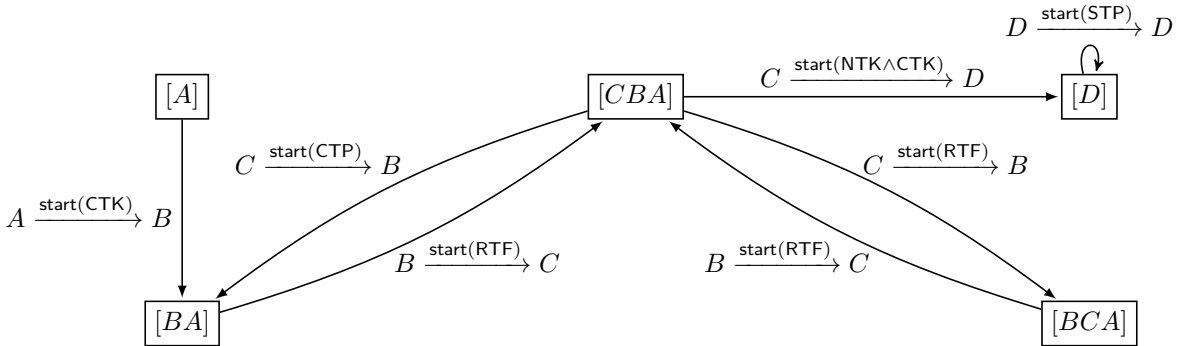 D start(STP) D
C start(NTK∧CTK) D
[A]
[CBA]
[D]
C start(CTP) B
C start(RTF) B
A start(CTK) B
B start(RTF) C
B start(RTF) C
[BA]
[BCA]